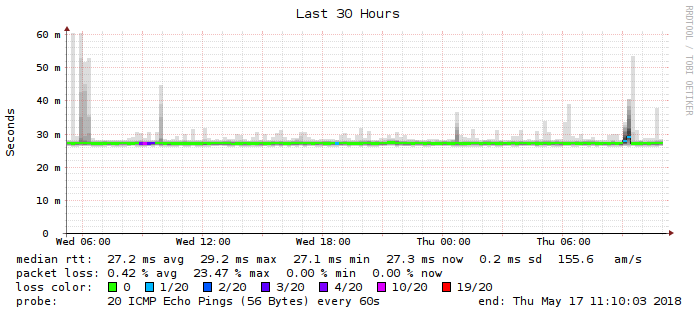 Last 30 Hours
RRDTOOL / TOBI OETIKER
Seconds
60 m
50 m
40 m
30 m
20 m
10 m
0
Wed 06:00 Wed 12:00 Wed 18:00 Thu 00:00 Thu 06:00
median rtt: 27.2 ms avg 29.2 ms max 27.1 ms min 27.3 ms now 0.2 ms sd 155.6 am/s
packet loss: 0.42 % avg 23.47 % max 0.00 % min 0.00 % now
loss color: 0 1/20 2/20 3/20 4/20 10/20 19/20
probe: 20 ICMP Echo Pings (56 Bytes) every 60s end: Thu May 17 11:10:03 2018